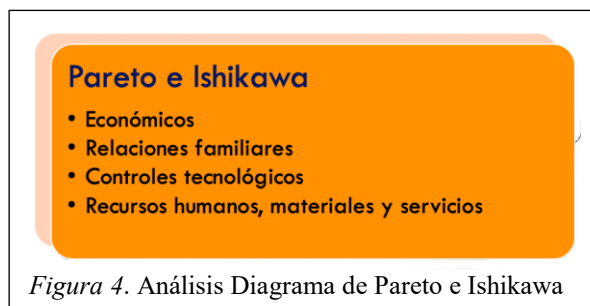 Pareto e Ishikawa
• Económicos
• Relaciones familiares
• Controles tecnológicos
• Recursos humanos, materiales y servicios
Figura 4. Análisis Diagrama de Pareto e Ishikawa